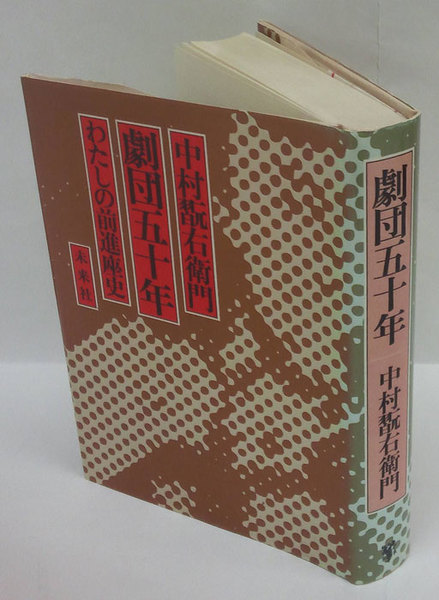 中村翫右衛門
劇団五十年
わたしの前進座史
未来社
劇団五十年
中村翫右衛門